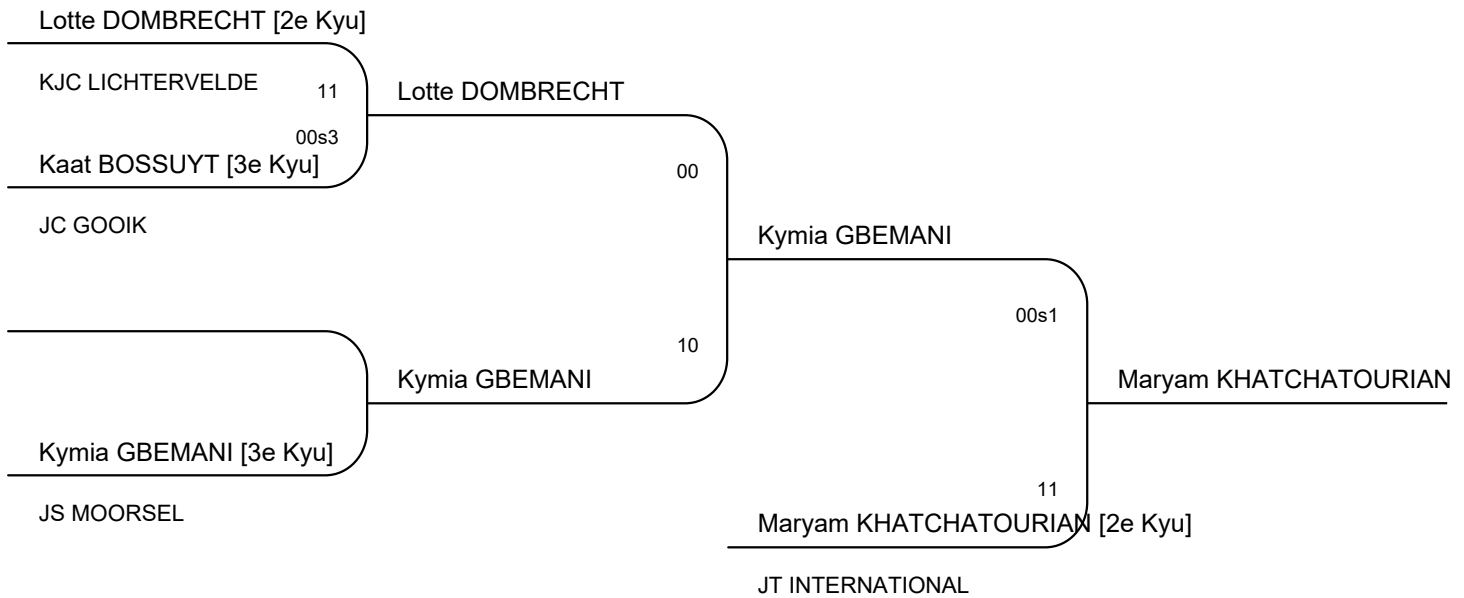 Lotte DOMBRECHT [2e Kyu]
KJC LICHTERVELDE
11
Lotte DOMBRECHT
00s3
Kaat BOSSUYT [3e Kyu]
00
JC GOOIK
Kymia GBEMANI
00s1
10
Kymia GBEMANI
Maryam KHATCHATOURIAN
Kymia GBEMANI [3e Kyu]
11
JS MOORSEL
Maryam KHATCHATOURIAN [2e Kyu]
JT INTERNATIONAL